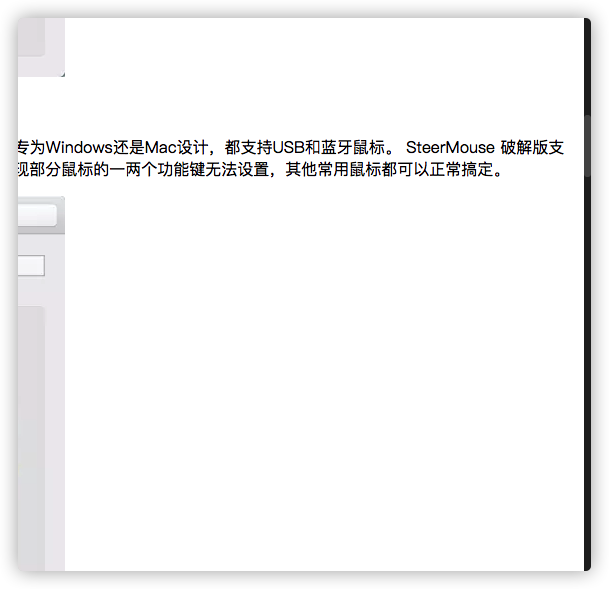 专为Windows还是Mac设计，都支持USB和蓝牙鼠标。 SteerMouse 破解版支
现部分鼠标的一两个功能键无法设置，其他常用鼠标都可以正常搞定。